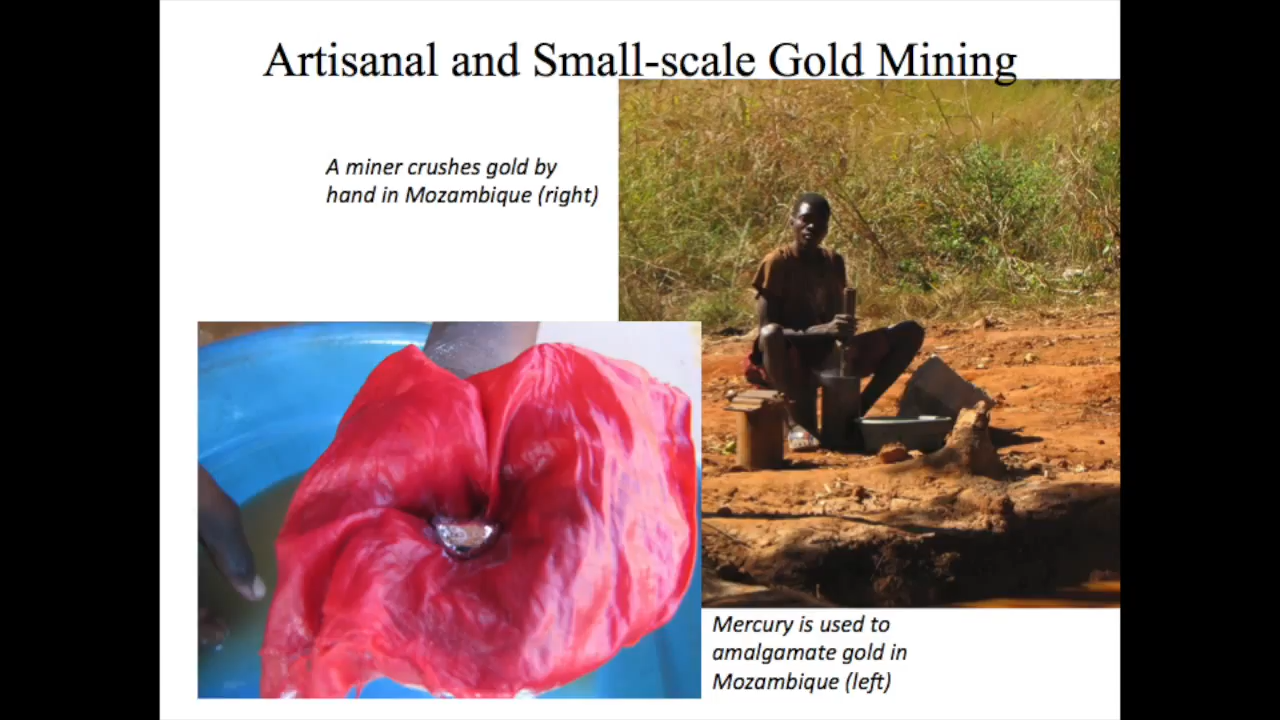 Artisanal and Small-scale Gold Mining
A miner crushes gold by
hand in Mozambique (right)
Mercury is used to
amalgamate gold in
Mozambique (left)